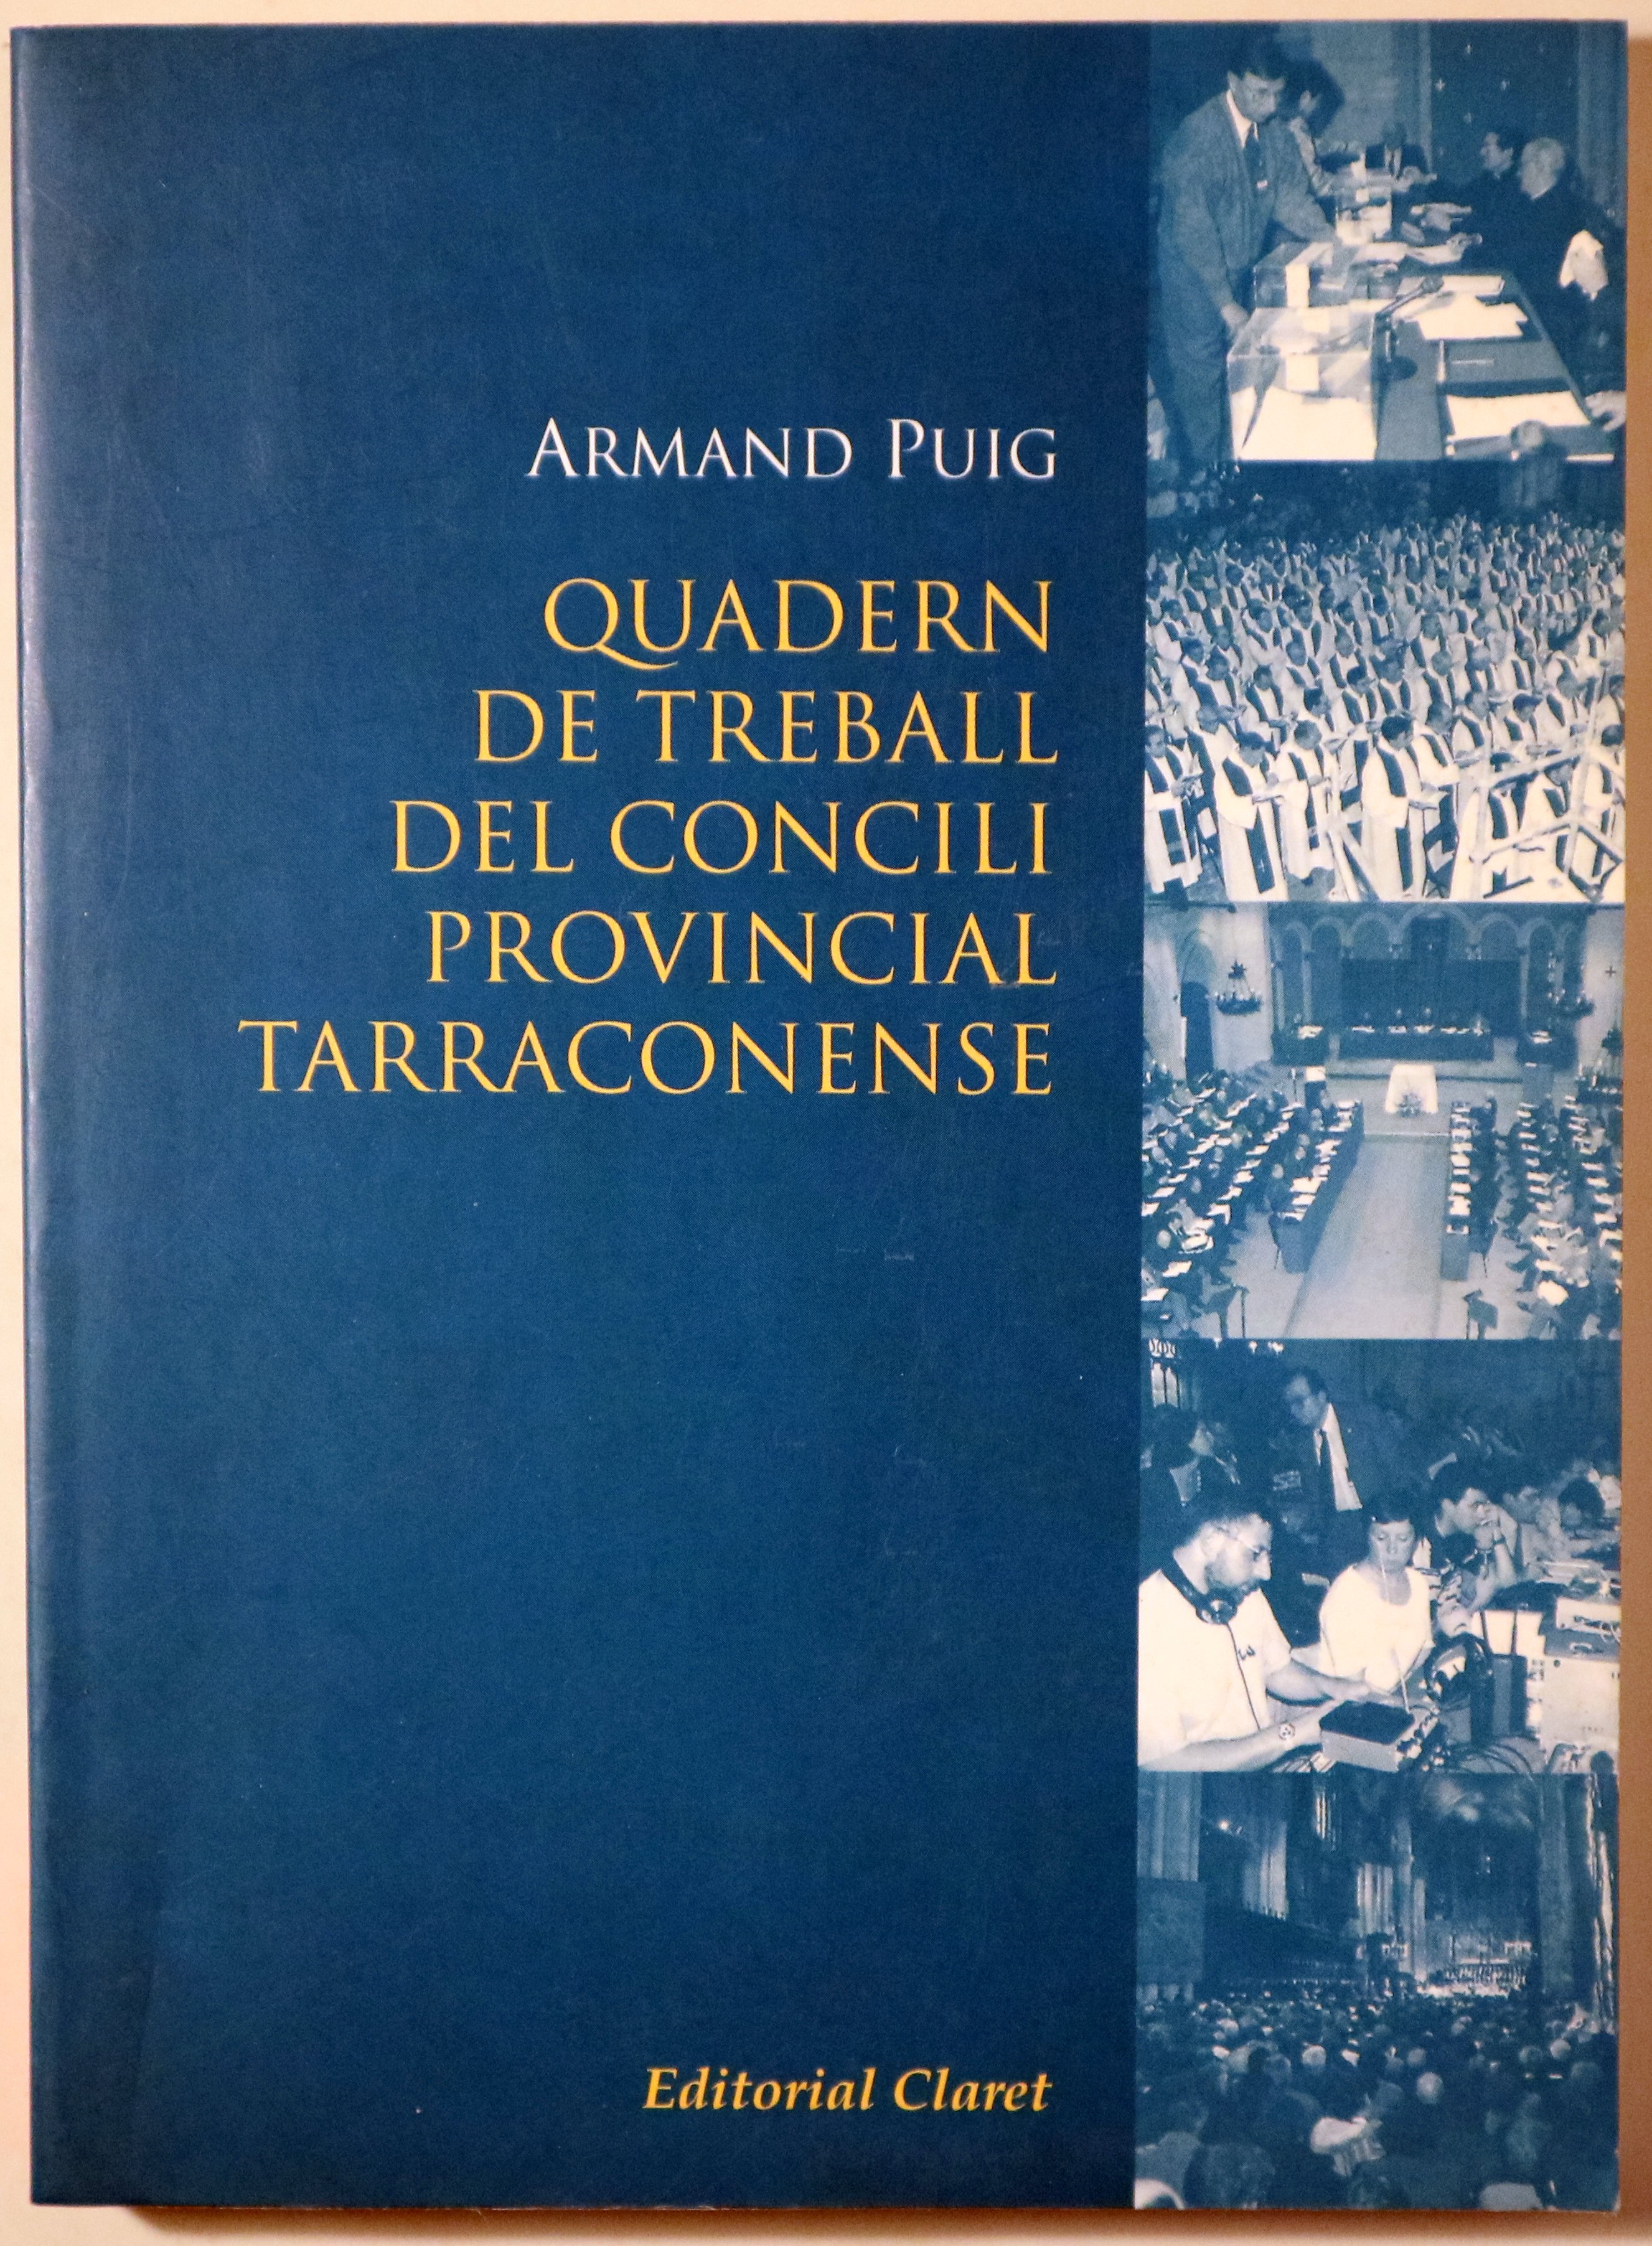 ARMAND PUIG
QUADERN
DE TREBALL
DEL CONCILI
PROVINCIAL
TARRACONENSE
Editorial Claret